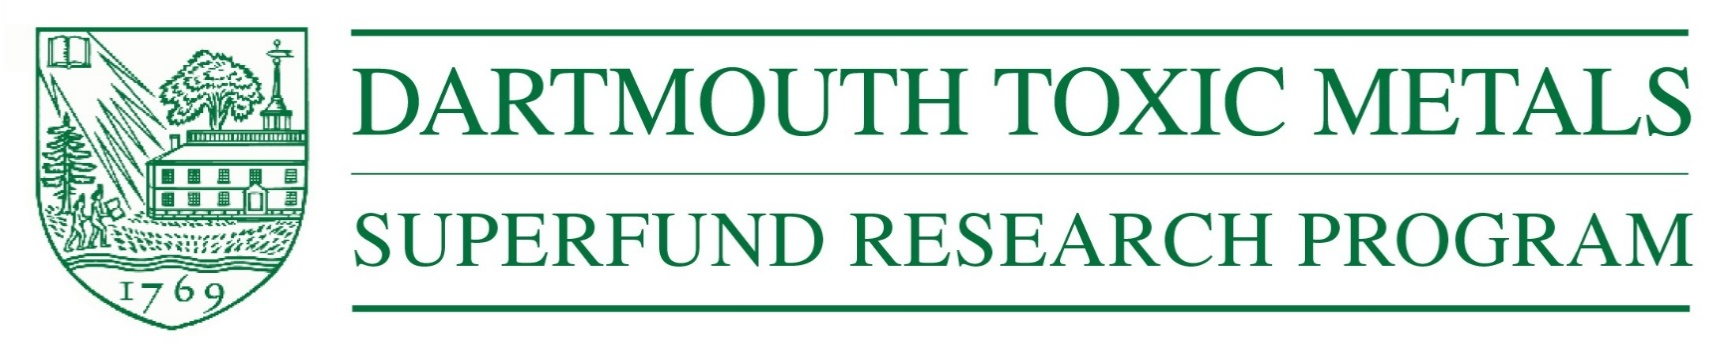 DARTMOUTH TOXIC METALS
SUPERFUND RESEARCH PROGRAM
1769